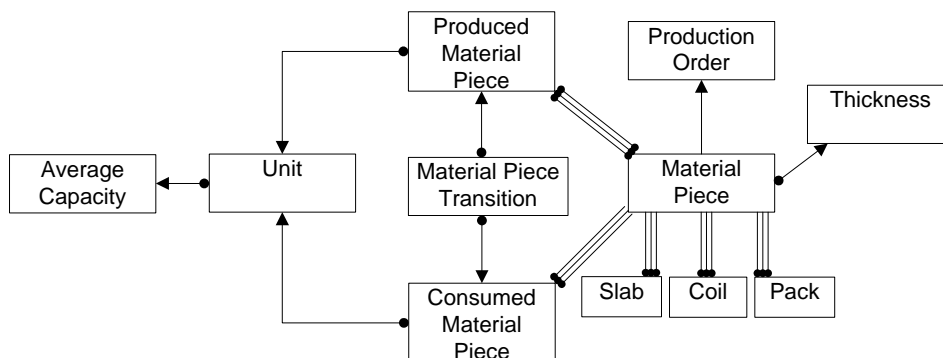 Produced
Material
Piece
Production
Order
Thickness
Average
Capacity
Unit
Material Piece
Transition
Material
Piece
Slab
Coil
Pack
Consumed
Material
Piece